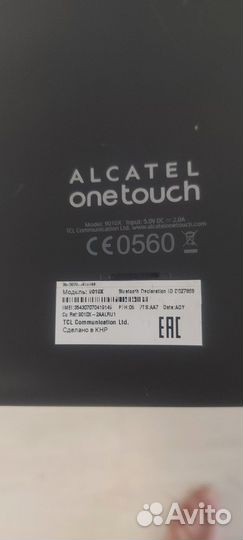 ALCATEL
onetouch
Model: 9010X Input: 5.0V DC ⎓ 2.0A
TCL Communication Ltd. www.alcatelonetouch.com
CE0560
Модель: 9010X Bluetooth Declaration ID D027863
TCL Communication Ltd.
Сделано в КНР
EAC
Avito